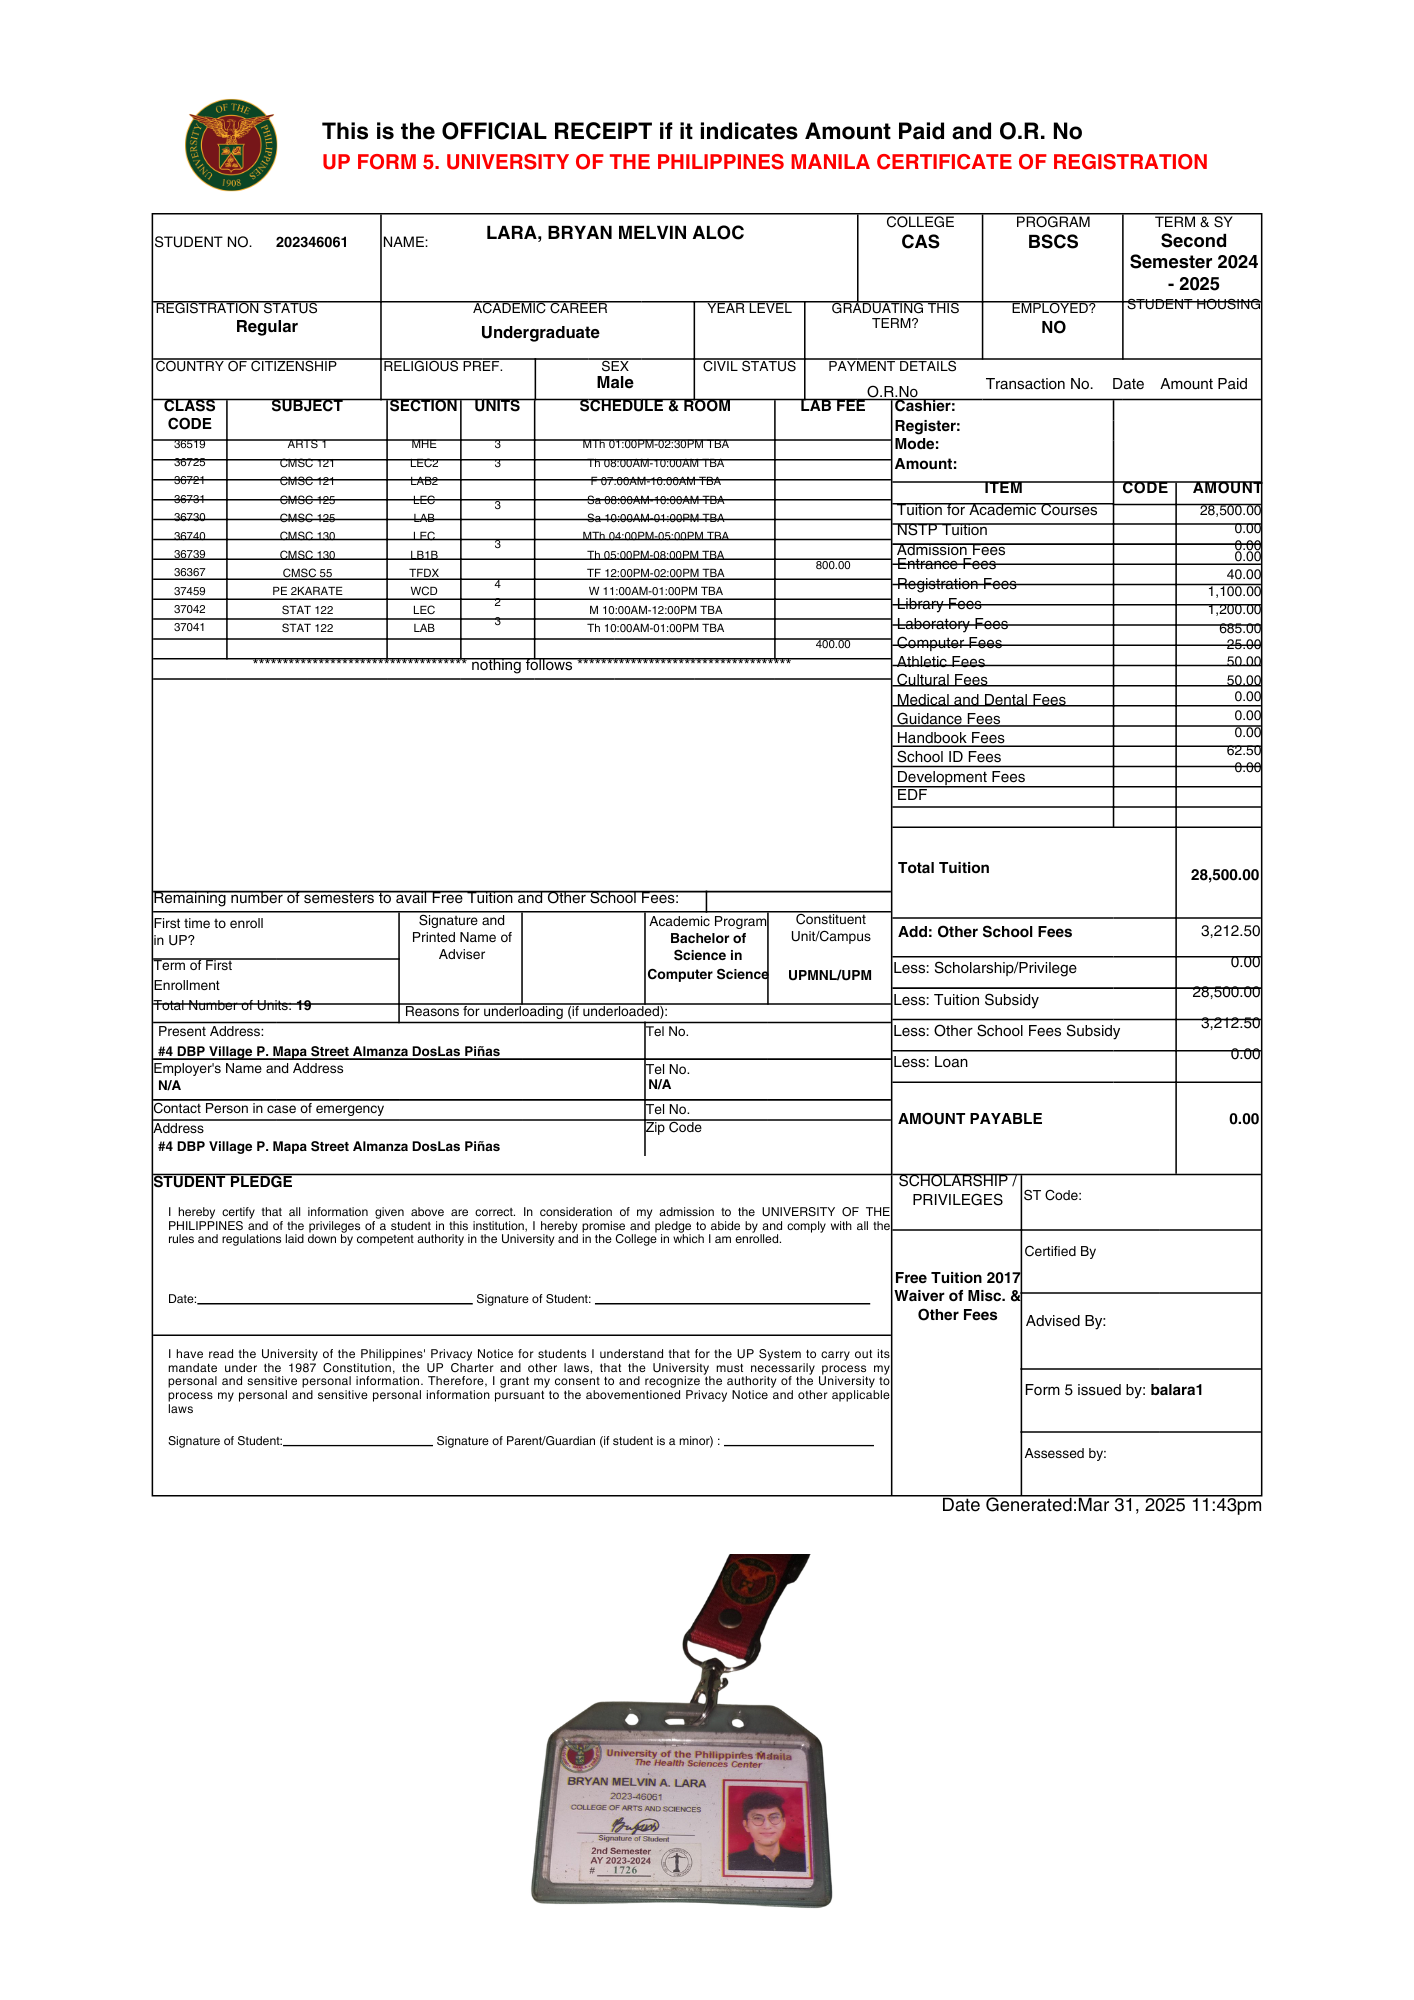 OF THE
UNIVERSITY
PHILIPPINES
1908
This is the OFFICIAL RECEIPT if it indicates Amount Paid and O.R. No
UP FORM 5. UNIVERSITY OF THE PHILIPPINES MANILA CERTIFICATE OF REGISTRATION
STUDENT NO. 202346061 NAME: LARA, BRYAN MELVIN ALOC
COLLEGE
CAS
PROGRAM
BSCS
TERM & SY
Second
Semester 2024
- 2025
REGISTRATION STATUS
Regular
ACADEMIC CAREER
Undergraduate
YEAR LEVEL
GRADUATING THIS
TERM?
EMPLOYED?
NO
STUDENT HOUSING
COUNTRY OF CITIZENSHIP
RELIGIOUS PREF.
SEX
Male
CIVIL STATUS
PAYMENT DETAILS
O.R.No Transaction No. Date Amount Paid
CLASS
CODE
SUBJECT SECTION UNITS SCHEDULE & ROOM LAB FEE
36519 ARTS 1 MHE 3 MTh 01:00PM-02:30PM TBA
36725 CMSC 121 LEC2 3 Th 08:00AM-10:00AM TBA
36721 CMSC 121 LAB2 F 07:00AM-10:00AM TBA
36731 CMSC 125 LEC 3 Sa 08:00AM-10:00AM TBA
36730 CMSC 125 LAB Sa 10:00AM-01:00PM TBA
36740 CMSC 130 LEC 3 MTh 04:00PM-05:00PM TBA
36739 CMSC 130 LB1B Th 05:00PM-08:00PM TBA 800.00
36367 CMSC 55 TFDX 4 TF 12:00PM-02:00PM TBA
37459 PE 2KARATE WCD 2 W 11:00AM-01:00PM TBA
37042 STAT 122 LEC 3 M 10:00AM-12:00PM TBA
37041 STAT 122 LAB Th 10:00AM-01:00PM TBA 400.00
************************************ nothing follows ************************************
Cashier:
Register:
Mode:
Amount:
ITEM CODE AMOUNT
Tuition for Academic Courses 28,500.00
NSTP Tuition 0.00
Admission Fees 0.00
Entrance Fees 0.00
Registration Fees 40.00
Library Fees 1,100.00
Laboratory Fees 1,200.00
Computer Fees 685.00
Athletic Fees 25.00
Cultural Fees 50.00
Medical and Dental Fees 50.00
Guidance Fees 0.00
Handbook Fees 0.00
School ID Fees 0.00
Development Fees 62.50
EDF 0.00
Total Tuition 28,500.00
Add: Other School Fees 3,212.50
Less: Scholarship/Privilege 0.00
Less: Tuition Subsidy 28,500.00
Less: Other School Fees Subsidy 3,212.50
Less: Loan 0.00
AMOUNT PAYABLE 0.00
Remaining number of semesters to avail Free Tuition and Other School Fees:
First time to enroll
in UP?
Term of First
Enrollment
Total Number of Units: 19
Signature and
Printed Name of
Adviser
Academic Program
Bachelor of
Science in
Computer Science
Constituent
Unit/Campus
UPMNL/UPM
Reasons for underloading (if underloaded):
Present Address: Tel No.
#4 DBP Village P. Mapa Street Almanza DosLas Piñas
Employer's Name and Address Tel No.
N/A N/A
Contact Person in case of emergency Tel No.
Address Zip Code
#4 DBP Village P. Mapa Street Almanza DosLas Piñas
STUDENT PLEDGE
I hereby certify that all information given above are correct. In consideration of my admission to the UNIVERSITY OF THE
PHILIPPINES and of the privileges of a student in this institution, I hereby promise and pledge to abide by and comply with all the
rules and regulations laid down by competent authority in the University and in the College in which I am enrolled.
Date: Signature of Student:
I have read the University of the Philippines' Privacy Notice for students I understand that for the UP System to carry out its
mandate under the 1987 Constitution, the UP Charter and other laws, that the University must necessarily process my
personal and sensitive personal information. Therefore, I grant my consent to and recognize the authority of the University to
process my personal and sensitive personal information pursuant to the abovementioned Privacy Notice and other applicable
laws
Signature of Student: Signature of Parent/Guardian (if student is a minor) :
SCHOLARSHIP /
PRIVILEGES
Free Tuition 2017
Waiver of Misc. &
Other Fees
ST Code:
Certified By
Advised By:
Form 5 issued by: balara1
Assessed by:
Date Generated:Mar 31, 2025 11:43pm
University of the Philippines Manila
The Health Sciences Center
BRYAN MELVIN A. LARA
2023-46061
COLLEGE OF ARTS AND SCIENCES
Signature of Student
2nd Semester
AY 2023-2024
# 1726